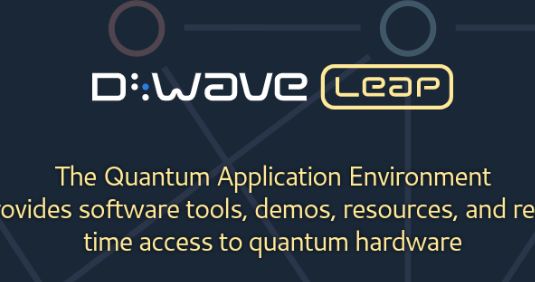 D:wave Leap
The Quantum Application Environment
rovides software tools, demos, resources, and re
time access to quantum hardware